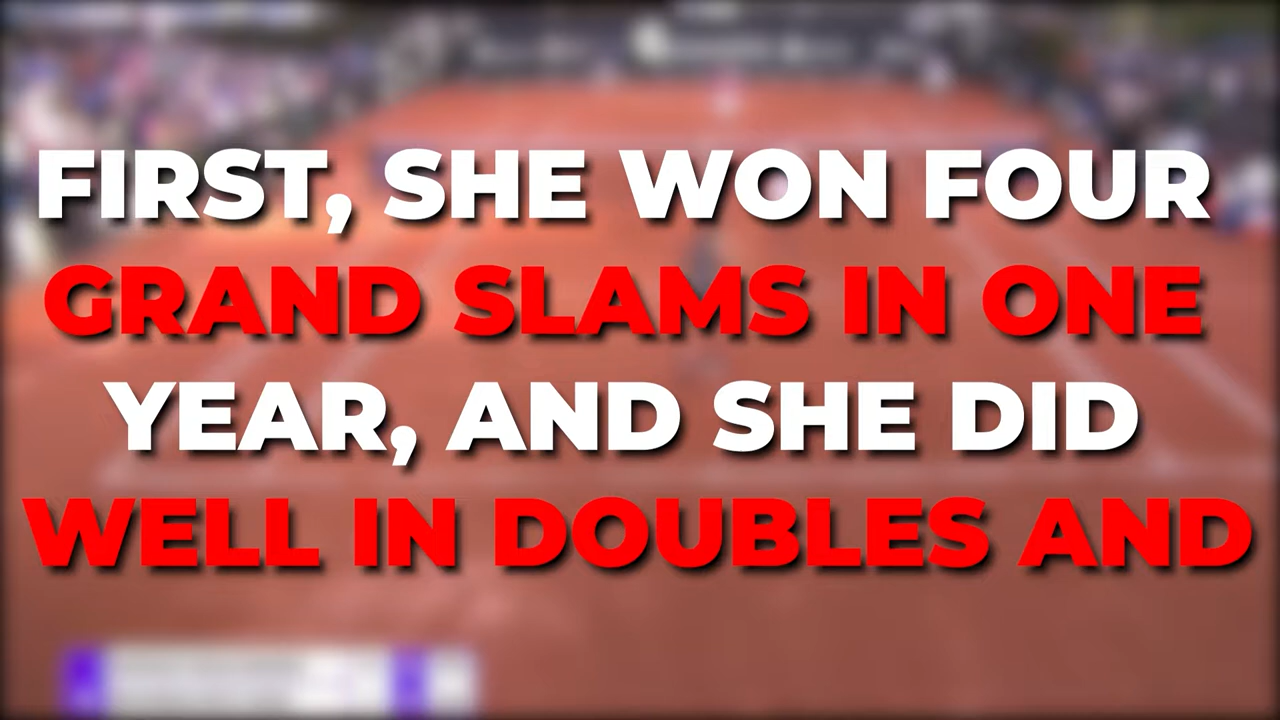 FIRST, SHE WON FOUR
GRAND SLAMS IN ONE
YEAR, AND SHE DID
WELL IN DOUBLES AND